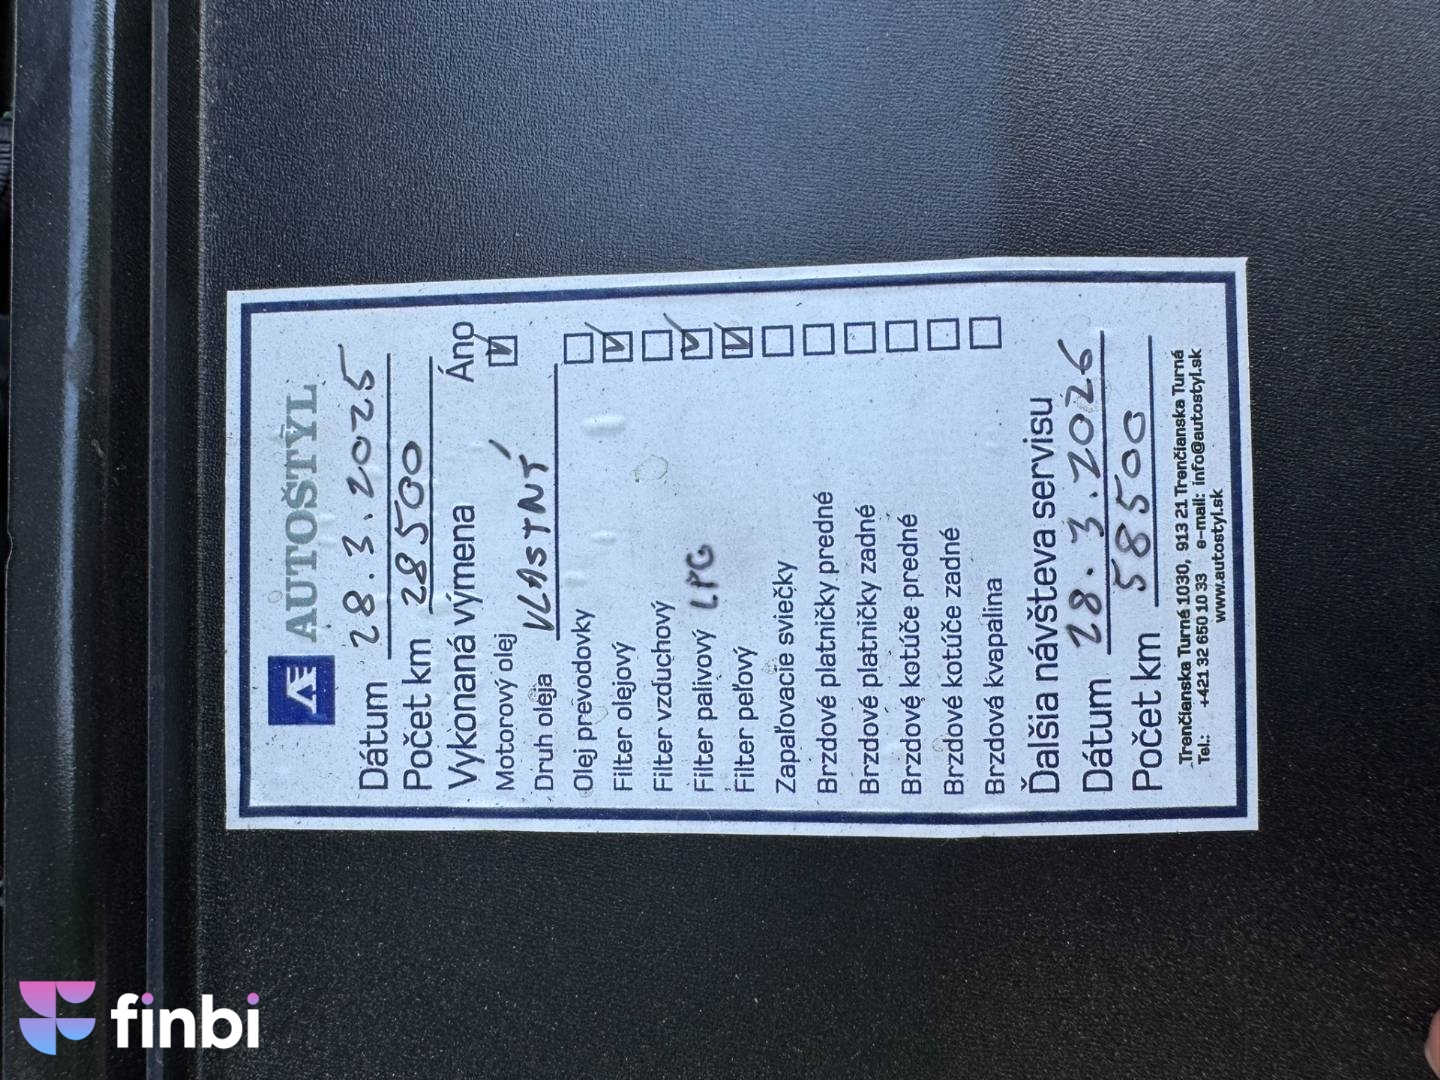 AUTOŠTÝL
Dátum 28.3.2025
Počet km 28500
Vykonaná výmena Áno
Motorový olej
Druh oleja VLASTNÝ
Olej prevodovky
Filter olejový
Filter vzduchový
Filter palivový LPG
Filter peľový
Zapaľovacie sviečky
Brzdové platničky predné
Brzdové platničky zadné
Brzdové kotúče predné
Brzdové kotúče zadné
Brzdová kvapalina
Ďalšia návšteva servisu
Dátum 28.3.2026
Počet km 58500
Trenčianska Turná 1030, 913 21 Trenčianska Turná
Tel.: +421 32 650 10 33 e-mail: info@autostyl.sk
www.autostyl.sk
finbi